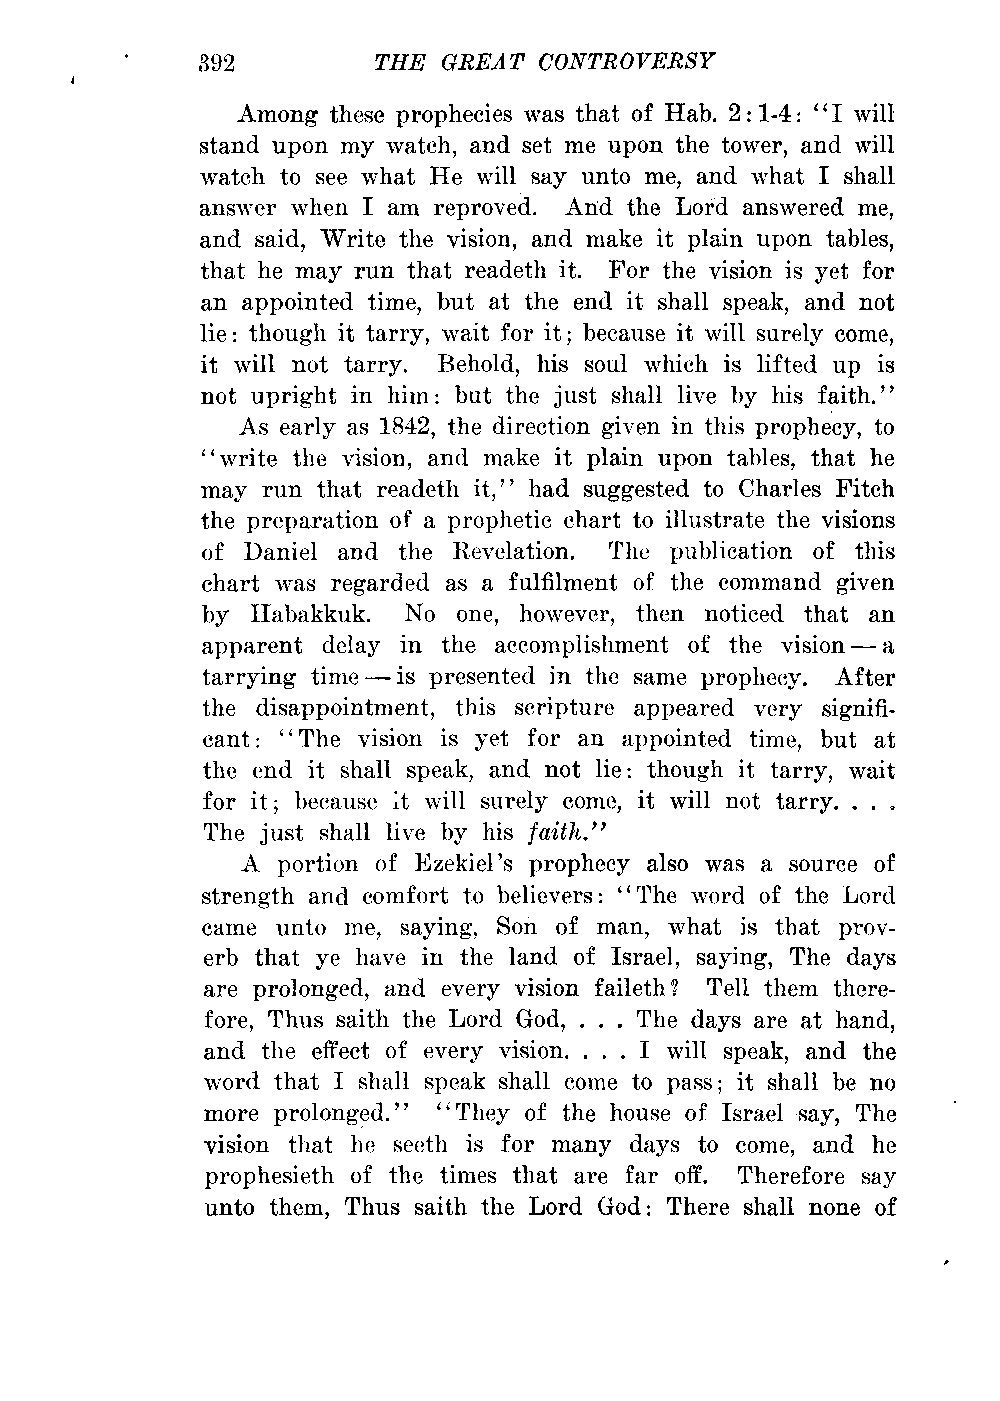 392 THE GREAT CONTROVERSY
Among these prophecies was that of Hab. 2:1-4: "I will
stand upon my watch, and set me upon the tower, and will
watch to see what He will say unto me, and what I shall
answer when I am reproved. And the Lord answered me,
and said, Write the vision, and make it plain upon tables,
that he may run that readeth it. For the vision is yet for
an appointed time, but at the end it shall speak, and not
lie: though it tarry, wait for it; because it will surely come,
it will not tarry. Behold, his soul which is lifted up is
not upright in him: but the just shall live by his faith."
As early as 1842, the direction given in this prophecy, to
"write the vision, and make it plain upon tables, that he
may run that readeth it," had suggested to Charles Fitch
the preparation of a prophetic chart to illustrate the visions
of Daniel and the Revelation. The publication of this
chart was regarded as a fulfilment of the command given
by Habakkuk. No one, however, then noticed that an
apparent delay in the accomplishment of the vision — a
tarrying time — is presented in the same prophecy. After
the disappointment, this scripture appeared very signifi-
cant: "The vision is yet for an appointed time, but at
the end it shall speak, and not lie: though it tarry, wait
for it; because it will surely come, it will not tarry. . . .
The just shall live by his faith."
A portion of Ezekiel's prophecy also was a source of
strength and comfort to believers: "The word of the Lord
came unto me, saying, Son of man, what is that prov-
erb that ye have in the land of Israel, saying, The days
are prolonged, and every vision faileth? Tell them there-
fore, Thus saith the Lord God, . . . The days are at hand,
and the effect of every vision. . . . I will speak, and the
word that I shall speak shall come to pass; it shall be no
more prolonged." "They of the house of Israel say, The
vision that he seeth is for many days to come, and he
prophesieth of the times that are far off. Therefore say
unto them, Thus saith the Lord God: There shall none of